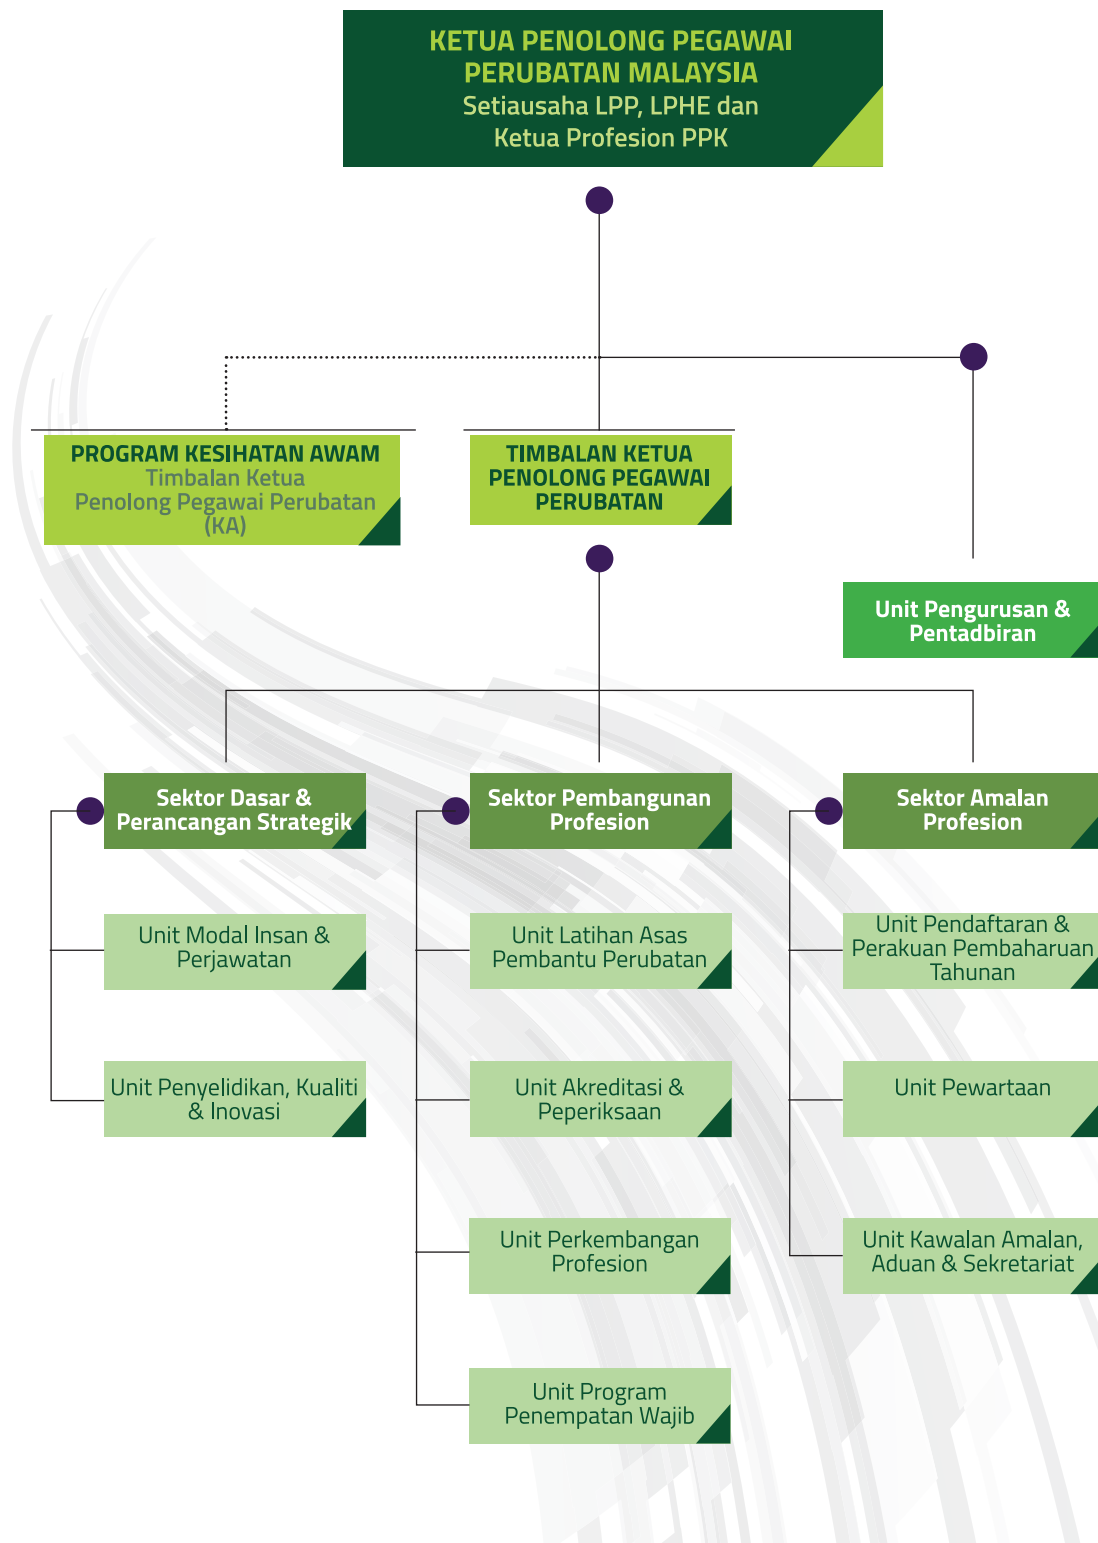 KETUA PENOLONG PEGAWAI
PERUBATAN MALAYSIA
Setiausaha LPP, LPHE dan
Ketua Profesion PPK
PROGRAM KESIHATAN AWAM
Timbalan Ketua
Penolong Pegawai Perubatan
(KA)
TIMBALAN KETUA
PENOLONG PEGAWAI
PERUBATAN
Unit Pengurusan &
Pentadbiran
Sektor Dasar &
Perancangan Strategik
Unit Modal Insan &
Perjawatan
Unit Penyelidikan, Kualiti
& Inovasi
Sektor Pembangunan
Profesion
Unit Latihan Asas
Pembantu Perubatan
Unit Akreditasi &
Peperiksaan
Unit Perkembangan
Profesion
Unit Program
Penempatan Wajib
Sektor Amalan
Profesion
Unit Pendaftaran &
Perakuan Pembaharuan
Tahunan
Unit Pewartaan
Unit Kawalan Amalan,
Aduan & Sekretariat